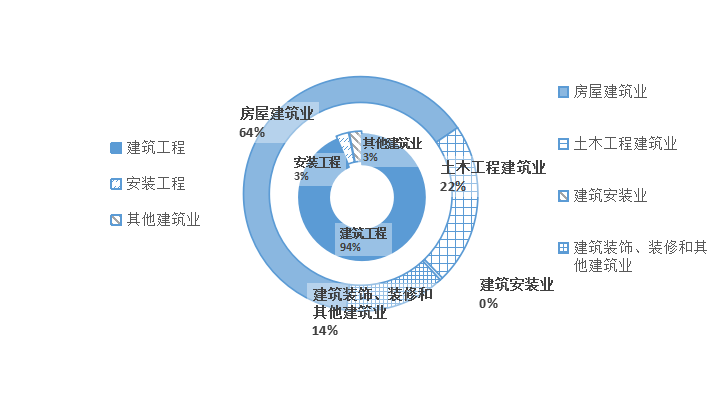 建筑工程
安装工程
其他建筑业
房屋建筑业
64%
其他建筑业
3%
安装工程
3%
土木工程建筑业
22%
建筑工程
94%
建筑安装业
0%
建筑装饰、装修和
其他建筑业
14%
房屋建筑业
土木工程建筑业
建筑安装业
建筑装饰、装修和其
他建筑业